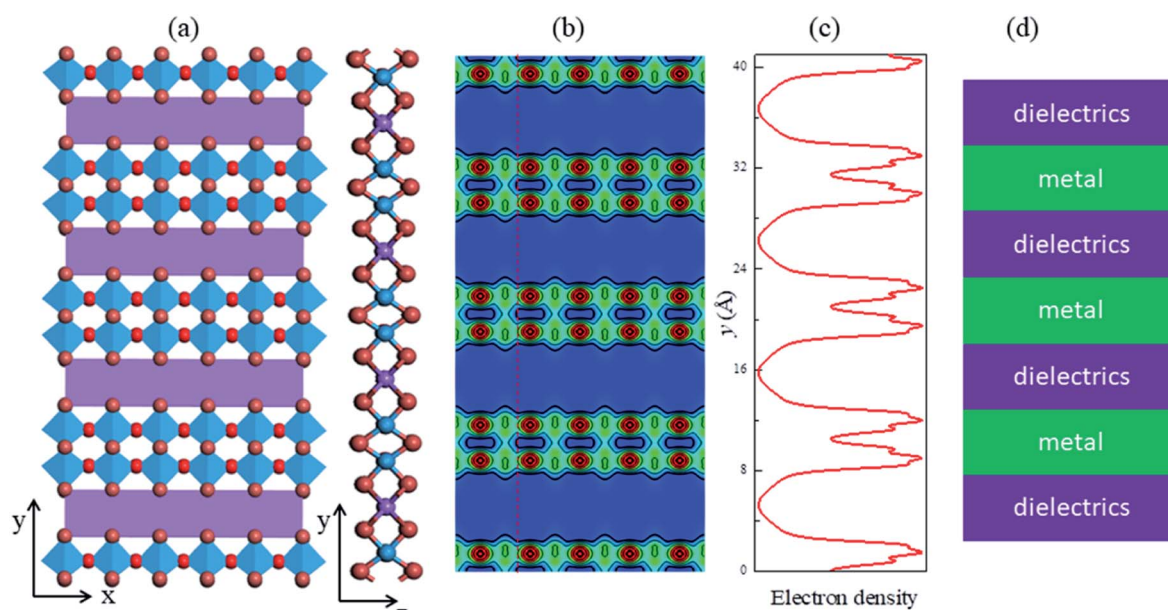 (a)
(b)
(c)
(d)
y
x
y
40
32
24
16
8
0
y (Å)
Electron density
dielectrics
metal
dielectrics
metal
dielectrics
metal
dielectrics